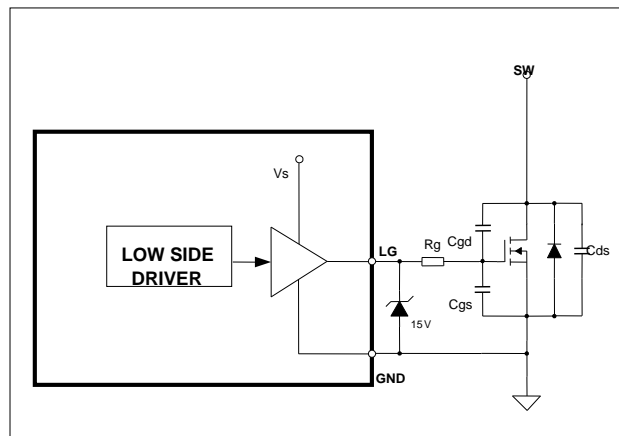 SW
Vs
LOW SIDE
DRIVER
LG
Rg
Cgd
Cds
Cgs
15V
GND